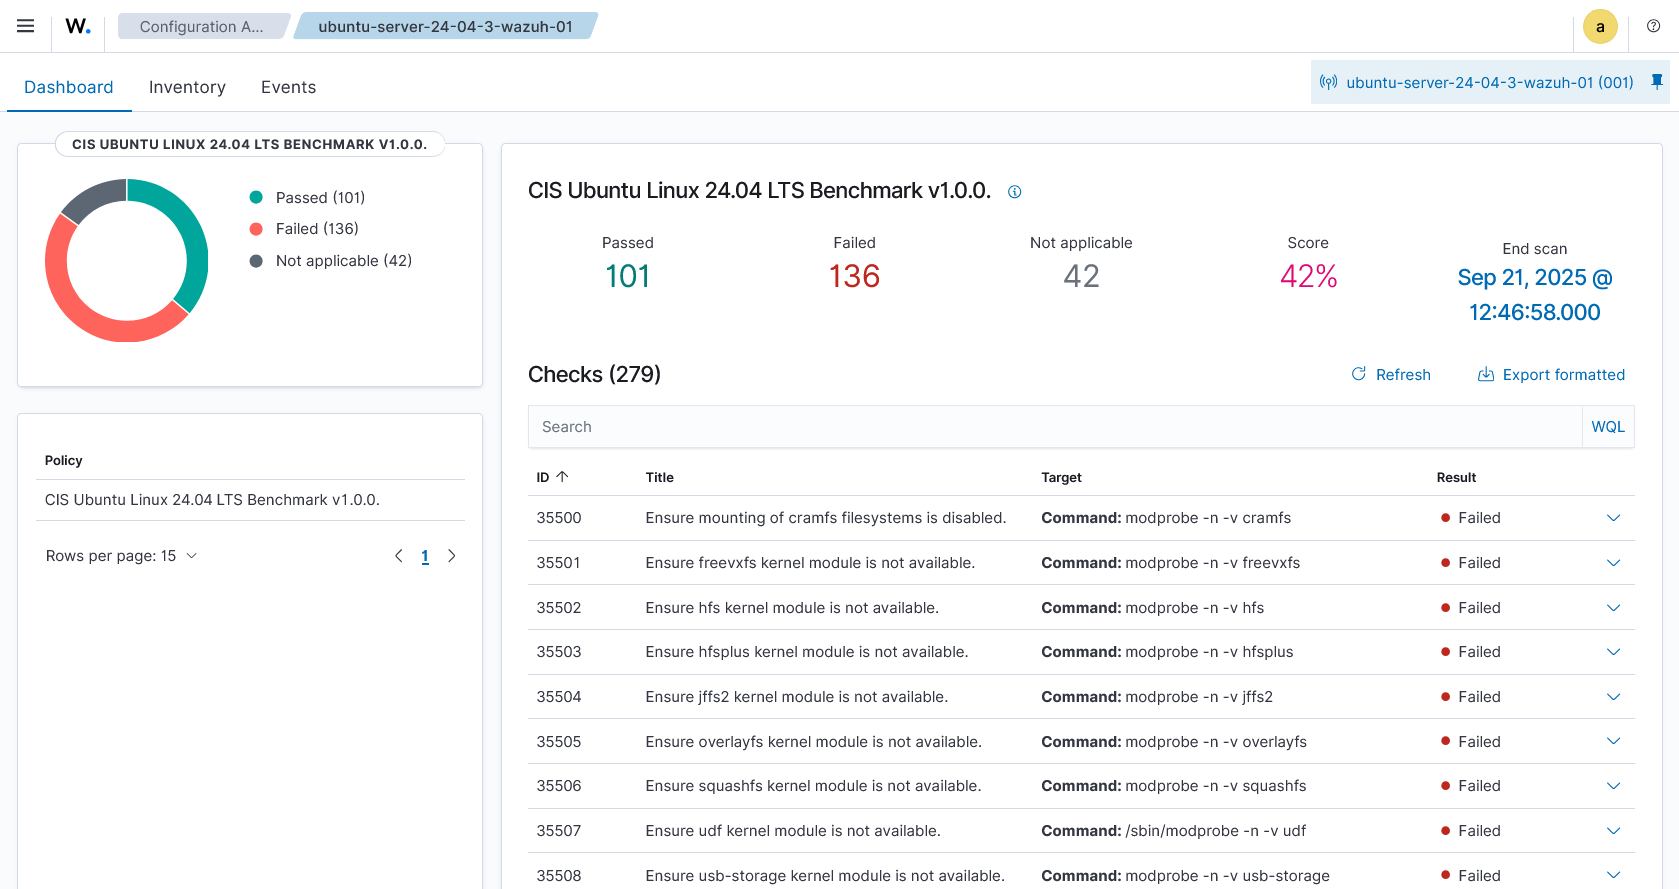 W.
Configuration A...
ubuntu-server-24-04-3-wazuh-01
a
Dashboard
Inventory
Events
ubuntu-server-24-04-3-wazuh-01 (001)
CIS UBUNTU LINUX 24.04 LTS BENCHMARK V1.0.0.
Passed (101)
Failed (136)
Not applicable (42)
Policy
CIS Ubuntu Linux 24.04 LTS Benchmark v1.0.0.
Rows per page: 15
1
CIS Ubuntu Linux 24.04 LTS Benchmark v1.0.0.
Passed
101
Failed
136
Not applicable
42
Score
42%
End scan
Sep 21, 2025 @
12:46:58.000
Checks (279)
Refresh
Export formatted
Search
WQL
ID Title Target Result
35500 Ensure mounting of cramfs filesystems is disabled. Command: modprobe -n -v cramfs Failed
35501 Ensure freevxfs kernel module is not available. Command: modprobe -n -v freevxfs Failed
35502 Ensure hfs kernel module is not available. Command: modprobe -n -v hfs Failed
35503 Ensure hfsplus kernel module is not available. Command: modprobe -n -v hfsplus Failed
35504 Ensure jffs2 kernel module is not available. Command: modprobe -n -v jffs2 Failed
35505 Ensure overlayfs kernel module is not available. Command: modprobe -n -v overlayfs Failed
35506 Ensure squashfs kernel module is not available. Command: modprobe -n -v squashfs Failed
35507 Ensure udf kernel module is not available. Command: /sbin/modprobe -n -v udf Failed
35508 Ensure usb-storage kernel module is not available. Command: modprobe -n -v usb-storage Failed